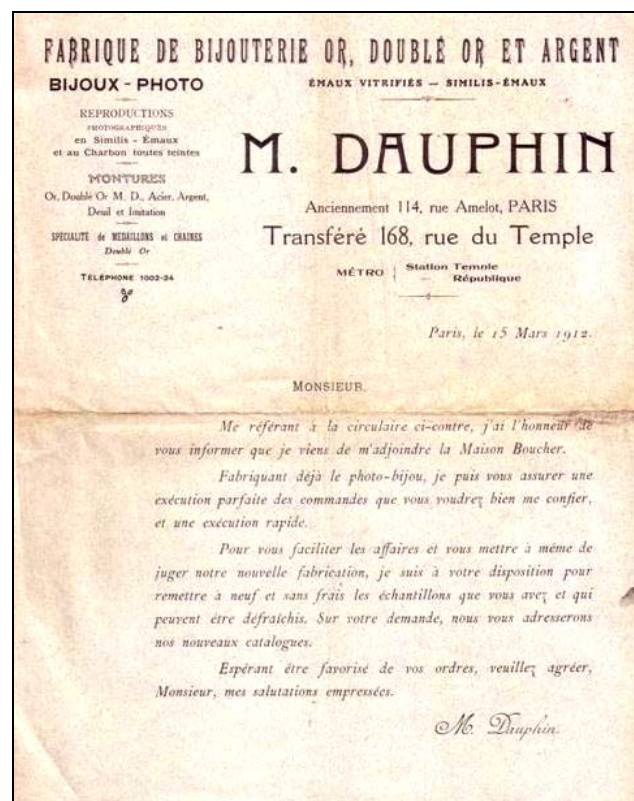 FABRIQUE DE BIJOUTERIE OR, DOUBLÉ OR ET ARGENT
BIJOUX - PHOTO
REPRODUCTIONS
PHOTOGRAPHIQUES
en Similis - Émaux
et au Charbon toutes teintes
MONTURES
Or, Doublé Or M. D., Acier, Argent,
Deuil et Imitation
SPÉCIALITÉ de MÉDAILLONS et CHAINES
Doublé Or
TÉLÉPHONE 1002-24
ÉMAUX VITRIFIÉS — SIMILIS-ÉMAUX
M. DAUPHIN
Anciennement 114, rue Amelot, PARIS
Transféré 168, rue du Temple
MÉTRO { Station Temple
— République
Paris, le 15 Mars 1912.
MONSIEUR,
Me référant à la circulaire ci-contre, j'ai l'honneur de
vous informer que je viens de m'adjoindre la Maison Boucher.
Fabriquant déjà le photo-bijou, je puis vous assurer une
exécution parfaite des commandes que vous voudrez bien me confier,
et une exécution rapide.
Pour vous faciliter les affaires et vous mettre à même de
juger notre nouvelle fabrication, je suis à votre disposition pour
remettre à neuf et sans frais les échantillons que vous avez et qui
peuvent être défraîchis. Sur votre demande, nous vous adresserons
nos nouveaux catalogues.
Espérant être favorisé de vos ordres, veuillez agréer,
Monsieur, mes salutations empressées.
M. Dauphin.